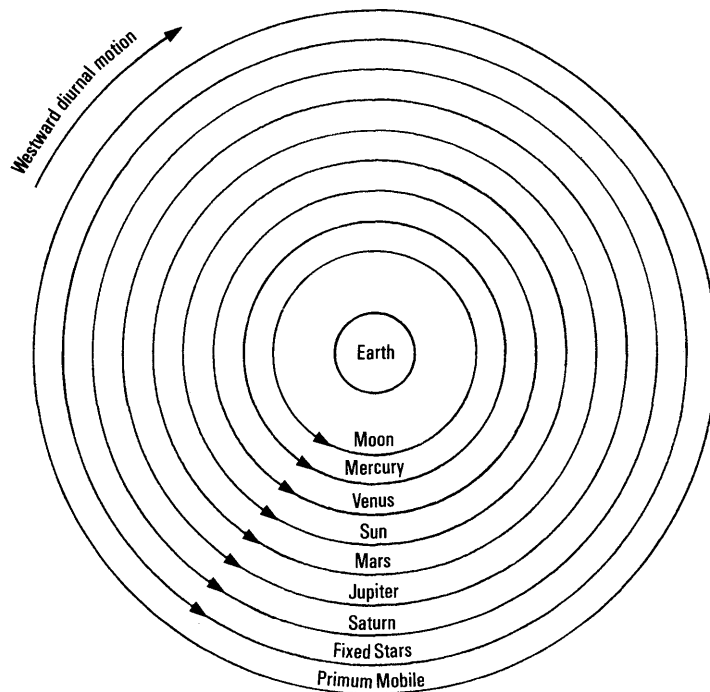 Westward diurnal motion
Earth
Moon
Mercury
Venus
Sun
Mars
Jupiter
Saturn
Fixed Stars
Primum Mobile